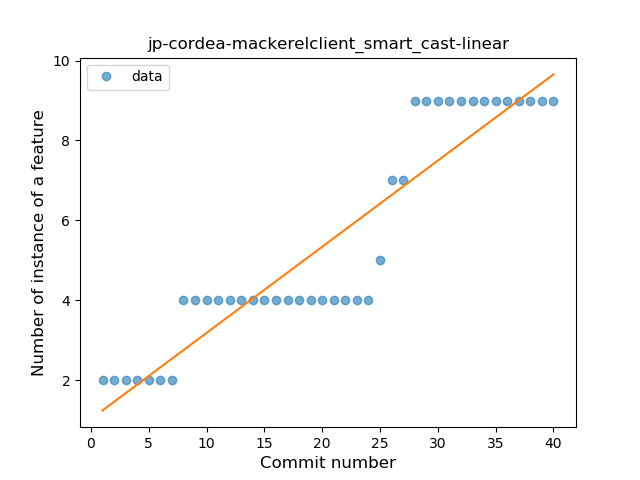 jp-cordea-mackerelclient_smart_cast-linear
data
Number of instance of a feature
10
8
6
4
2
0 5 10 15 20 25 30 35 40
Commit number